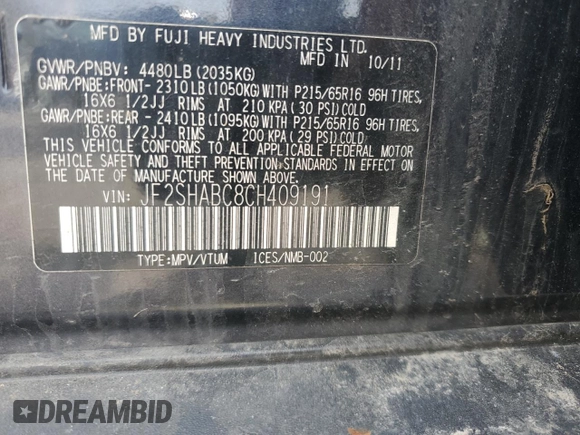 MFD BY FUJI HEAVY INDUSTRIES LTD.
MFD IN 10/11
GVWR/PNBV: 4480LB (2035KG)
GAWR/PNBE:FRONT- 2310LB(1050KG)WITH P215/65R16 96H TIRES,
16X6 1/2JJ RIMS AT 210 KPA( 30 PSI)COLD
GAWR/PNBE:REAR - 2410LB(1095KG)WITH P215/65R16 96H TIRES,
16X6 1/2JJ RIMS AT 200 KPA( 29 PSI)COLD
THIS VEHICLE CONFORMS TO ALL APPLICABLE FEDERAL MOTOR
VEHICLE SAFETY AND THEFT PREVENTION STANDARDS IN EFFECT ON
THE DATE OF MANUFACTURE SHOWN ABOVE.
VIN: JF2SHABC8CH409191
TYPE:MPV/VTUM ICES/NMB-002
DREAMBID